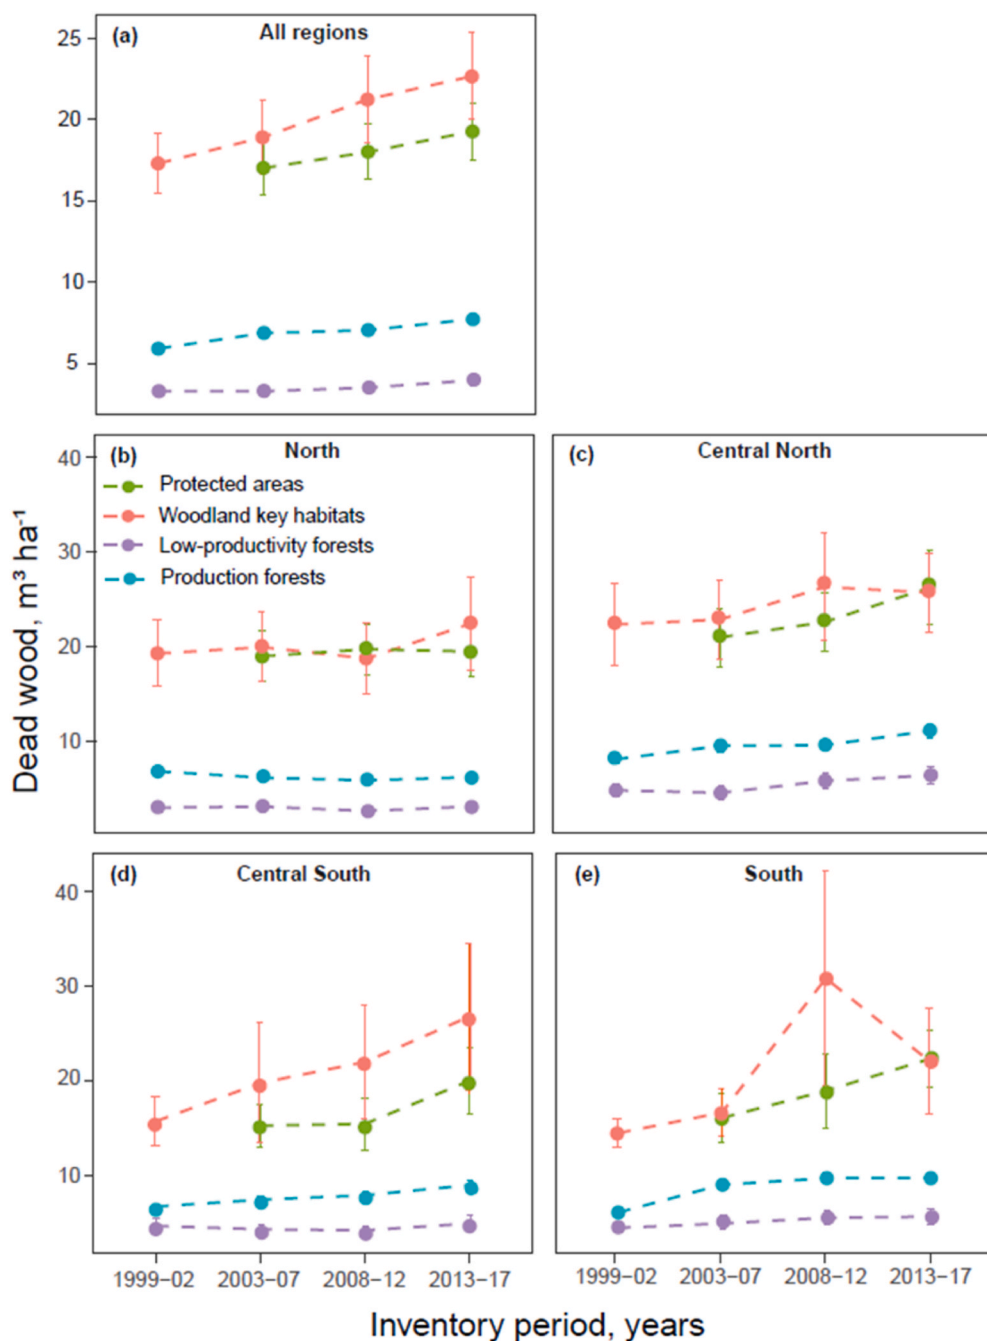 (a) All regions
25
20
15
10
5
(b) North
(c) Central North
40
30
20
10
Protected areas
Woodland key habitats
Low-productivity forests
Production forests
Dead wood, m³ ha⁻¹
(d) Central South
(e) South
40
30
20
10
1999–02 2003–07 2008–12 2013–17
1999–02 2003–07 2008–12 2013–17
Inventory period, years